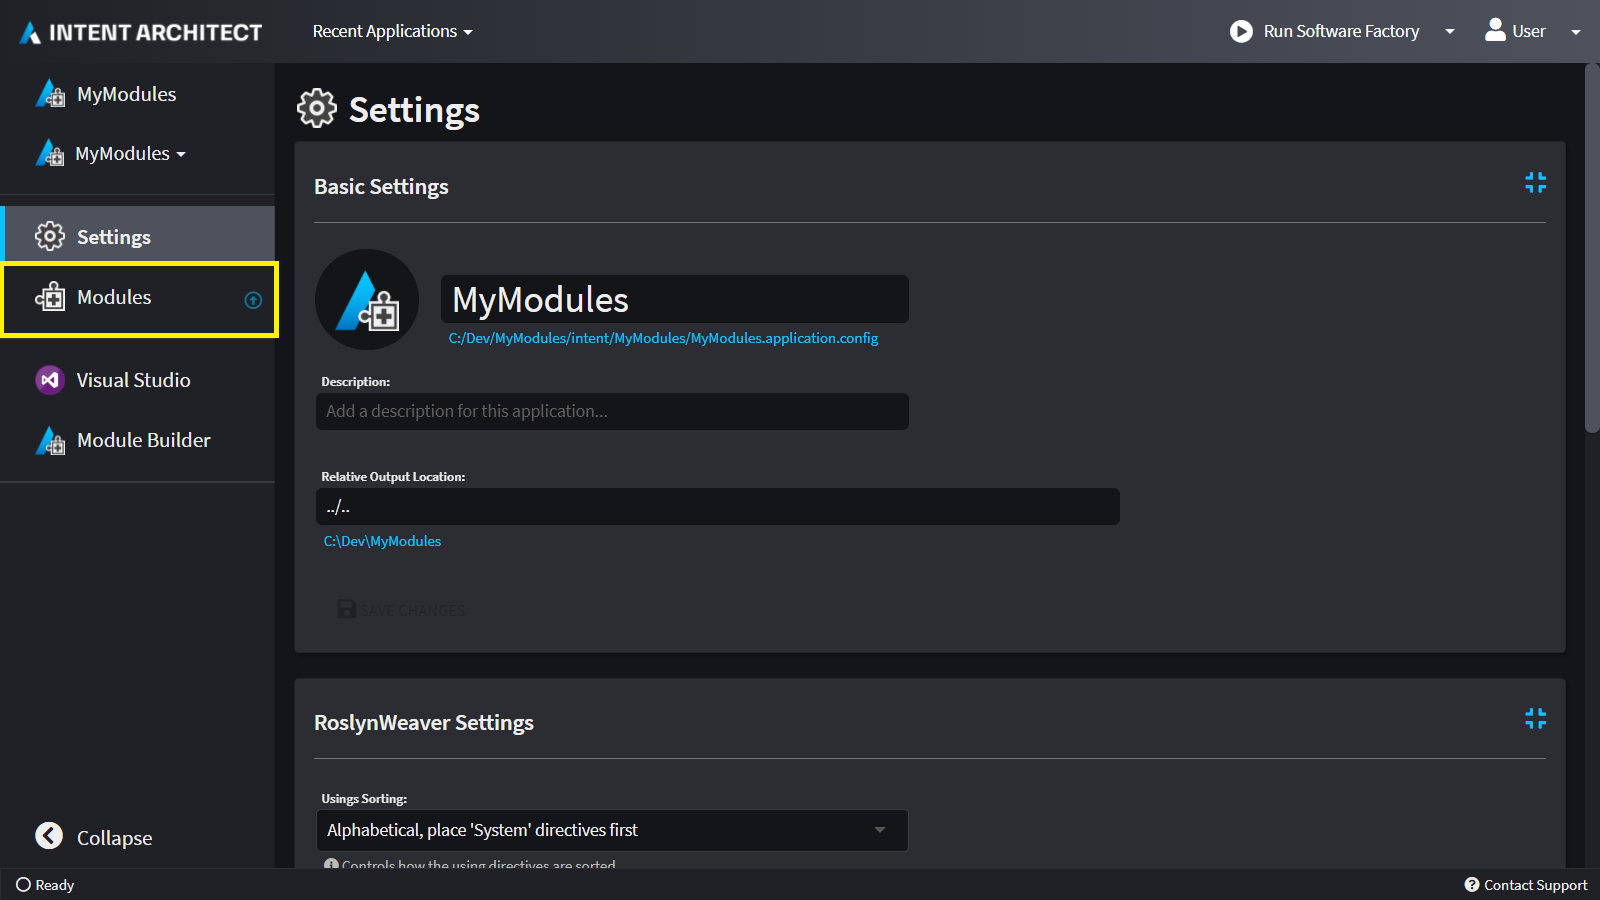 INTENT ARCHITECT
Recent Applications
Run Software Factory
User
MyModules
MyModules
Settings
Modules
Visual Studio
Module Builder
Collapse
Settings
Basic Settings
MyModules
C:/Dev/MyModules/intent/MyModules/MyModules.application.config
Description:
Add a description for this application...
Relative Output Location:
../..
C:\Dev\MyModules
SAVE CHANGES
RoslynWeaver Settings
Usings Sorting:
Alphabetical, place 'System' directives first
Controls how the using directives are sorted
Ready
Contact Support